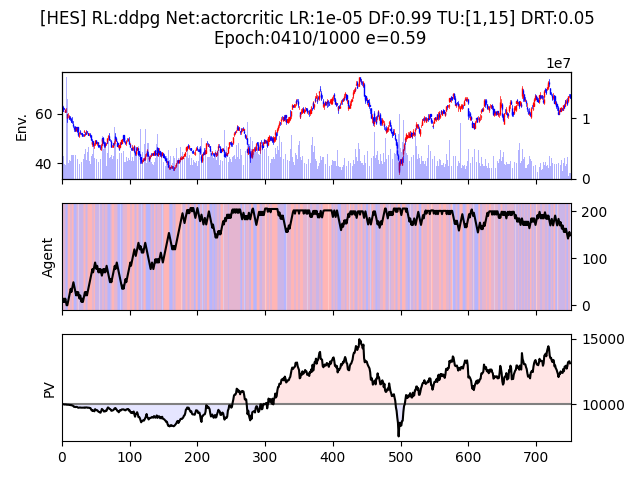 [HES] RL:ddpg Net:actorcritic LR:1e-05 DF:0.99 TU:[1,15] DRT:0.05
Epoch:0410/1000 e=0.59
1e7
Env.
60
40
1
0
Agent
200
100
0
PV
15000
10000
0 100 200 300 400 500 600 700